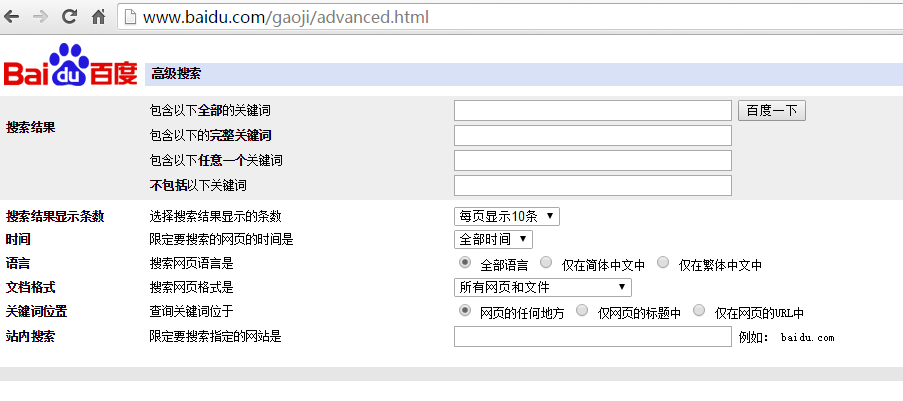 www.baidu.com/gaoji/advanced.html
Bai du 百度 高级搜索
搜索结果
包含以下全部的关键词 百度一下
包含以下的完整关键词
包含以下任意一个关键词
不包括以下关键词
搜索结果显示条数 选择搜索结果显示的条数 每页显示10条
时间 限定要搜索的网页的时间是 全部时间
语言 搜索网页语言是 全部语言 仅在简体中文中 仅在繁体中文中
文档格式 搜索网页格式是 所有网页和文件
关键词位置 查询关键词位于 网页的任何地方 仅网页的标题中 仅在网页的URL中
站内搜索 限定要搜索指定的网站是 例如: baidu.com